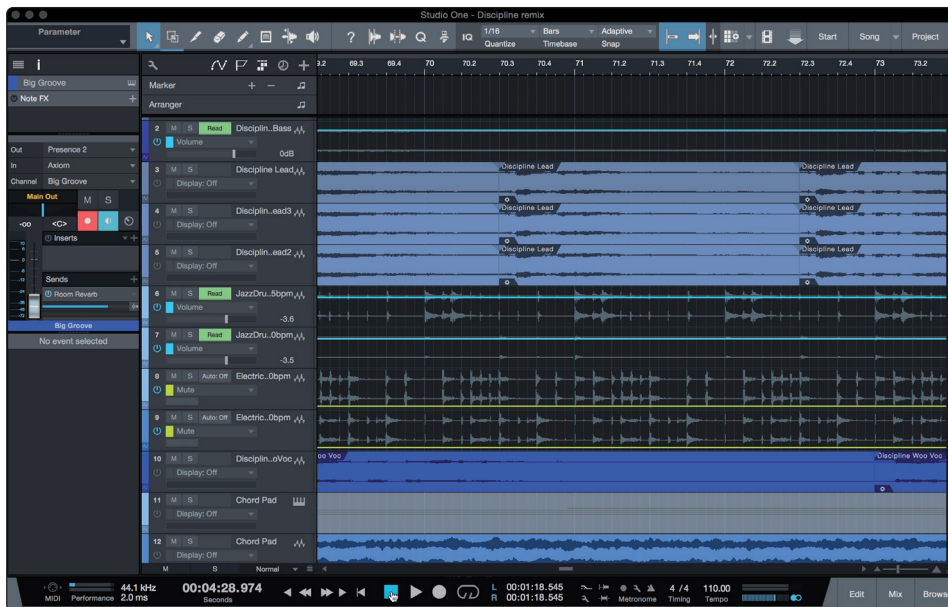 Studio One - Discipline remix
Parameter
? Q IQ 1/16 Bars Adaptive Start Song Project
Quantize Timebase Snap
i 9.2 69.3 69.4 70 70.2 70.3 70.4 71 71.2 71.3 71.4 72 72.2 72.3 72.4 73 73.2
Big Groove Marker + −
Note FX + Arranger
2 M S Read Disciplin..Bass
Volume
Out Presence 2 0dB
In Axiom 3 M S Discipline Lead Discipline Lead Discipline Lead
Channel Big Groove Display: Off
Main Out M S
-oo <C> 4 M S Disciplin..ead3 Discipline Lead Discipline Lead
Inserts Display: Off
10
6
0 5 M S Disciplin..ead2 Discipline Lead Discipline Lead
-12 Sends + Display: Off
-24 Room Reverb 6 M S Read JazzDru..5bpm
Volume
-72 -3.6
Big Groove 7 M S Read JazzDru..0bpm
No event selected Volume
-3.5
8 M S Auto: Off Electric..0bpm
Mute
9 M S Auto: Off Electric..0bpm
Mute
10 M S Disciplin..oVoc oo Voc Discipline Woo Voc
Display: Off
11 M S Chord Pad
Display: Off
12 M S Chord Pad
Display: Off
M S Normal
44.1 kHz 00:04:28.974 L 00:01:18.545 4 / 4 110.00
MIDI Performance 2.0 ms Seconds R 00:01:18.545 Metronome Timing Tempo Edit Mix Brows